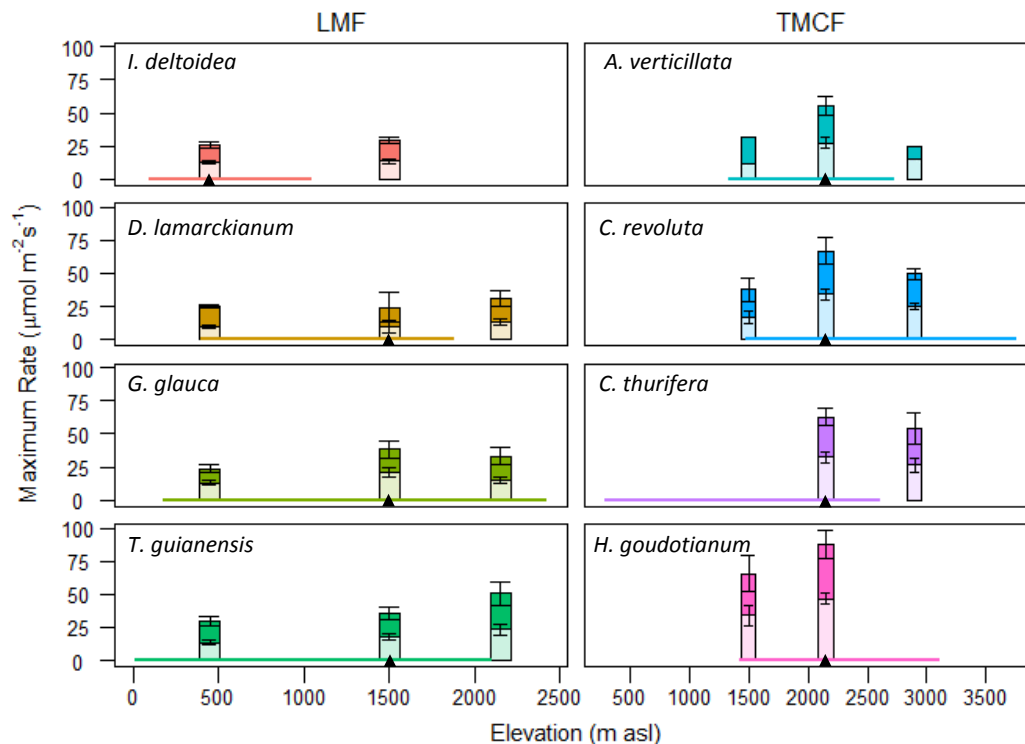 LMF TMCF
I. deltoidea A. verticillata
100
75
50
25
0
D. lamarckianum C. revoluta
100
75
50
25
0
G. glauca C. thurifera
100
75
50
25
0
T. guianensis H. goudotianum
100
75
50
25
0
Maximum Rate (µmol m⁻² s⁻¹)
0 500 1000 1500 2000 2500 500 1000 1500 2000 2500 3000 3500
Elevation (m asl)